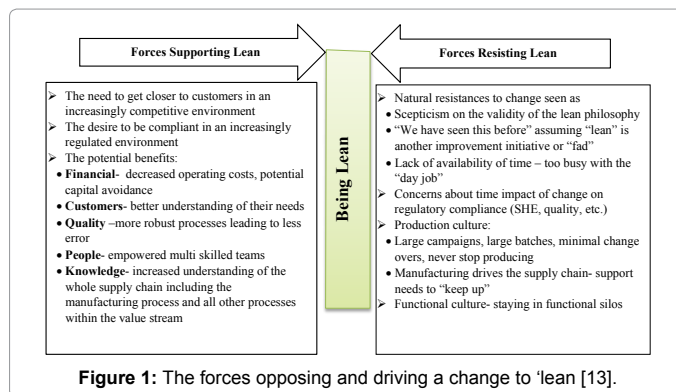 Forces Supporting Lean
Forces Resisting Lean
➢ The need to get closer to customers in an
increasingly competitive environment
➢ The desire to be compliant in an increasingly
regulated environment
➢ The potential benefits:
• Financial- decreased operating costs, potential
capital avoidance
• Customers- better understanding of their needs
• Quality –more robust processes leading to less
error
• People- empowered multi skilled teams
• Knowledge- increased understanding of the
whole supply chain including the
manufacturing process and all other processes
within the value stream
Being Lean
➢ Natural resistances to change seen as
• Scepticism on the validity of the lean philosophy
• “We have seen this before” assuming “lean” is
another improvement initiative or “fad”
• Lack of availability of time – too busy with the
“day job”
➢ Concerns about time impact of change on
regulatory compliance (SHE, quality, etc.)
➢ Production culture:
• Large campaigns, large batches, minimal change
overs, never stop producing
• Manufacturing drives the supply chain- support
needs to “keep up”
➢ Functional culture- staying in functional silos
Figure 1: The forces opposing and driving a change to ‘lean [13].